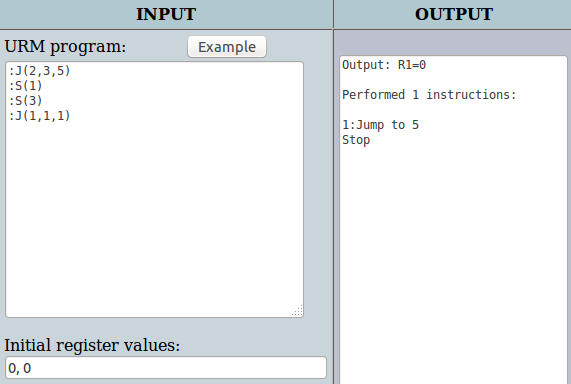 INPUT
URM program:
Example
:J(2,3,5)
:S(1)
:S(3)
:J(1,1,1)
Initial register values:
0,0
OUTPUT
Output: R1=0
Performed 1 instructions:
1:Jump to 5
Stop